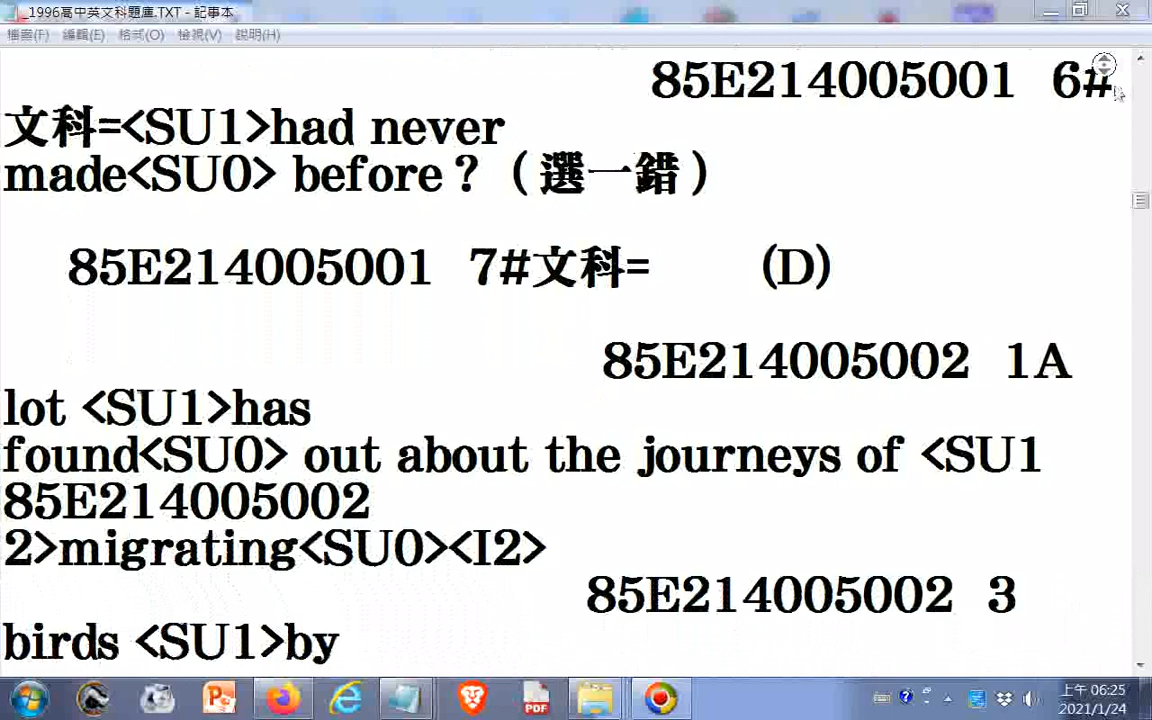 _1996高中英文科題庫.TXT - 記事本
檔案(F) 編輯(E) 格式(O) 檢視(V) 說明(H)
85E214005001 6#
文科=<SU1>had never
made<SU0> before？（選一錯）
85E214005001 7#文科= (D)
85E214005002 1A
lot <SU1>has
found<SU0> out about the journeys of <SU1
85E214005002
2>migrating<SU0><I2>
85E214005002 3
birds <SU1>by
PDF
上午 06:25
2021/1/24